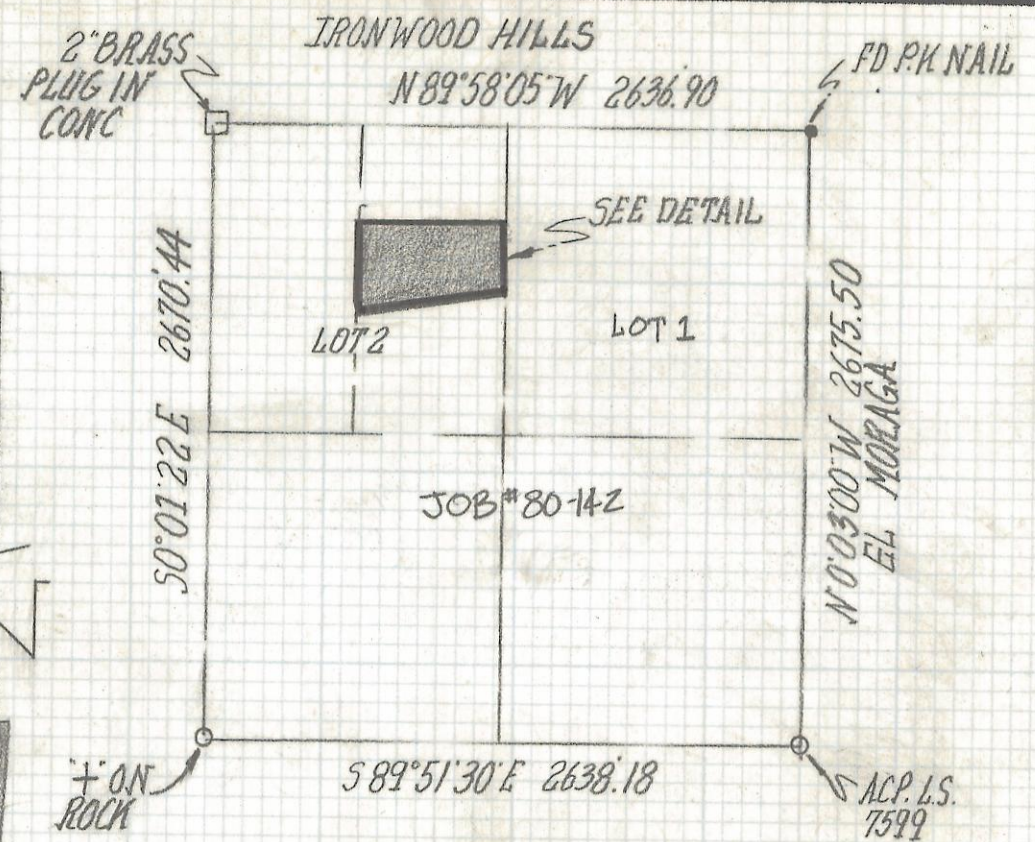 IRONWOOD HILLS
N 89°58'05"W 2636.90
2" BRASS
PLUG IN
CONC
FD P.K NAIL
SEE DETAIL
LOT 2
LOT 1
S0°01'22E 2670.44
N 0°03'00"W 2675.50
EL MORAGA
JOB #80-142
"+" ON
ROCK
S 89°51'30"E 2638.18
ACP. L.S.
7599